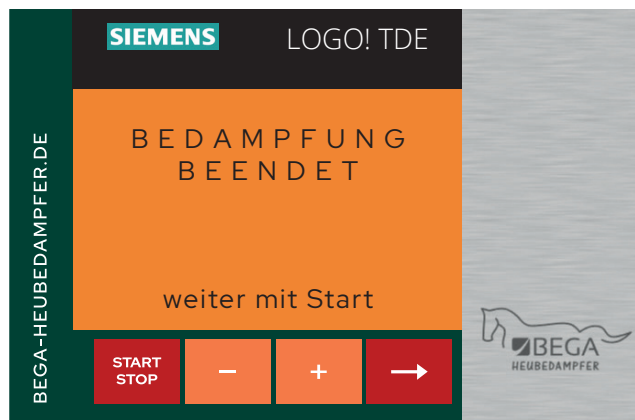 SIEMENS LOGO! TDE
BEDAMPFUNG
BEENDET
weiter mit Start
START
STOP
− + →
BEGA-HEUBEDAMPFER.DE
BEGA
HEUBEDAMPFER